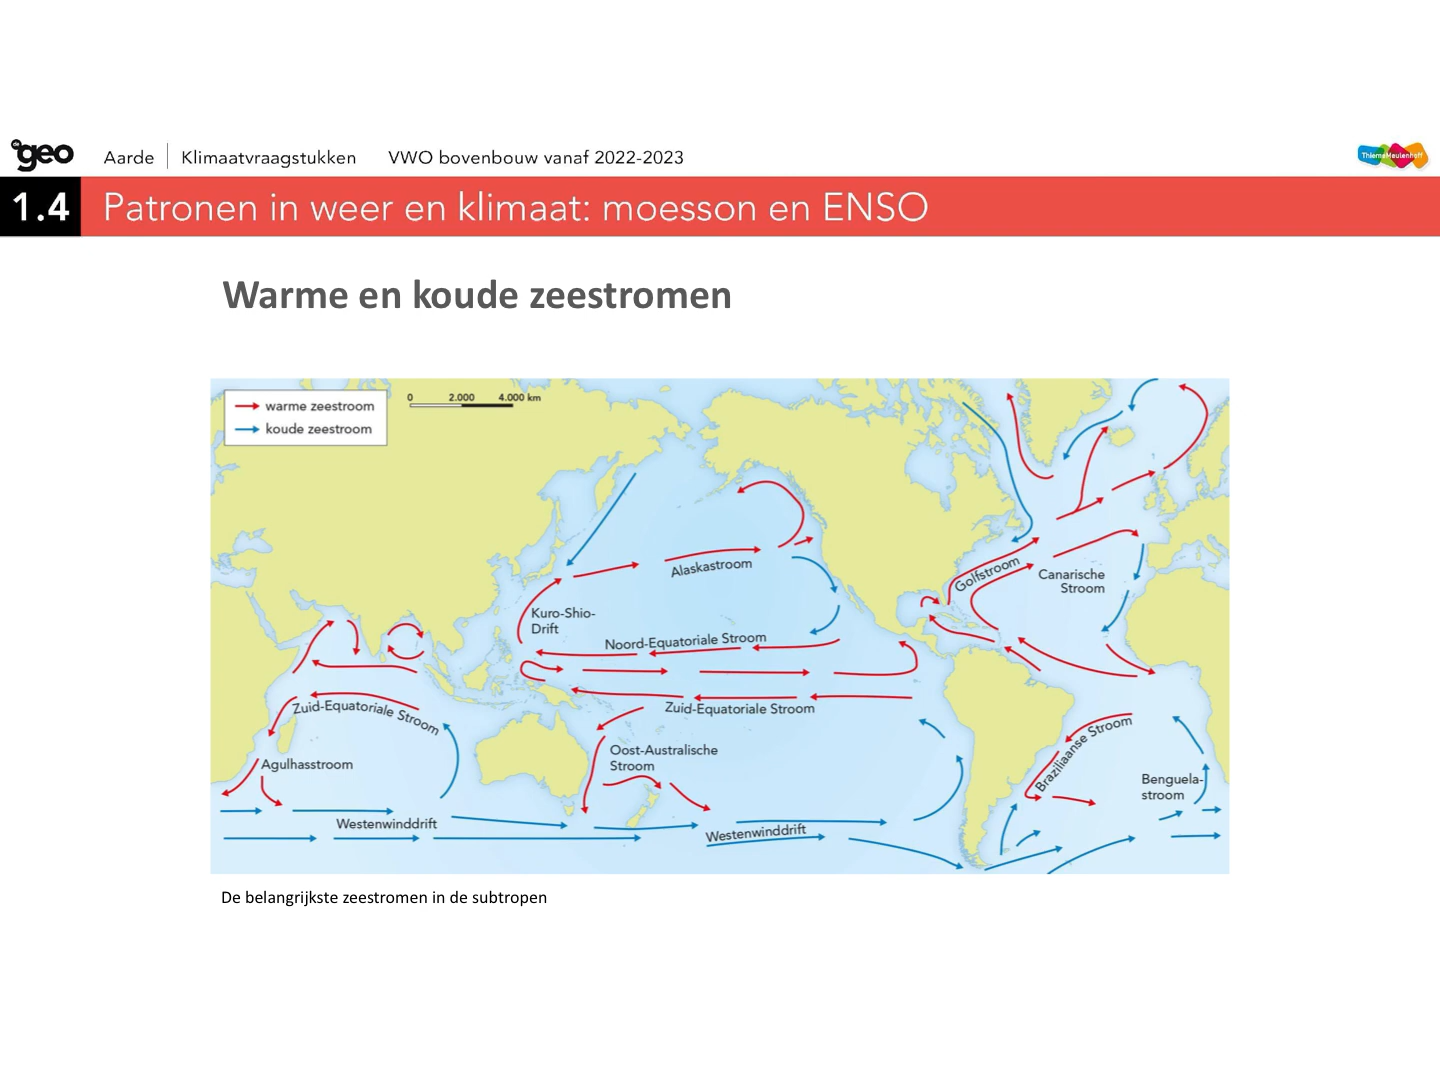 de geo
Aarde | Klimaatvraagstukken VWO bovenbouw vanaf 2022-2023
ThiemeMeulenhoff
1.4 Patronen in weer en klimaat: moesson en ENSO
Warme en koude zeestromen
warme zeestroom
koude zeestroom
0 2.000 4.000 km
Alaskastroom
Golfstroom
Canarische
Stroom
Kuro-Shio-
Drift
Noord-Equatoriale Stroom
Zuid-Equatoriale Stroom
Zuid-Equatoriale Stroom
Oost-Australische
Stroom
Agulhasstroom
Braziliaanse Stroom
Benguela-
stroom
Westenwinddrift
Westenwinddrift
De belangrijkste zeestromen in de subtropen